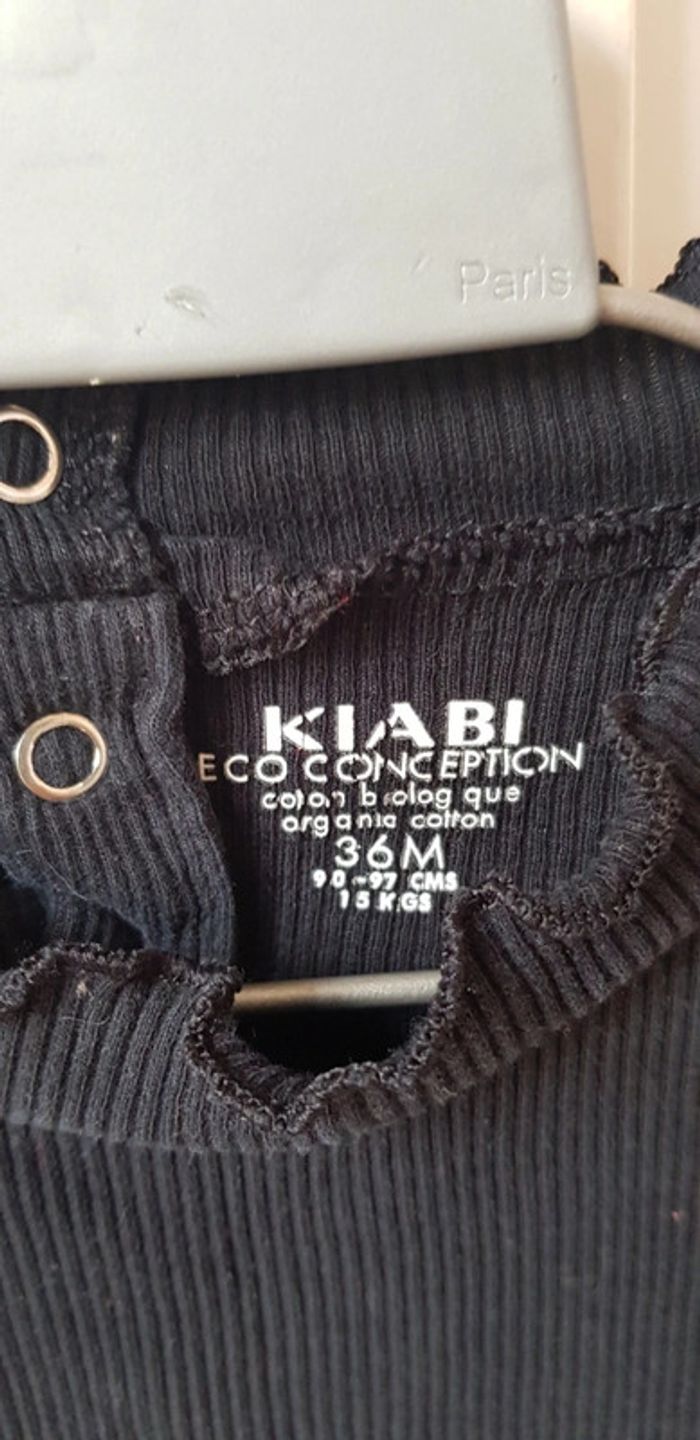 Paris
KIABI
ECO CONCEPTION
coton biologique
organic cotton
36M
90-97 CMS
15 KGS